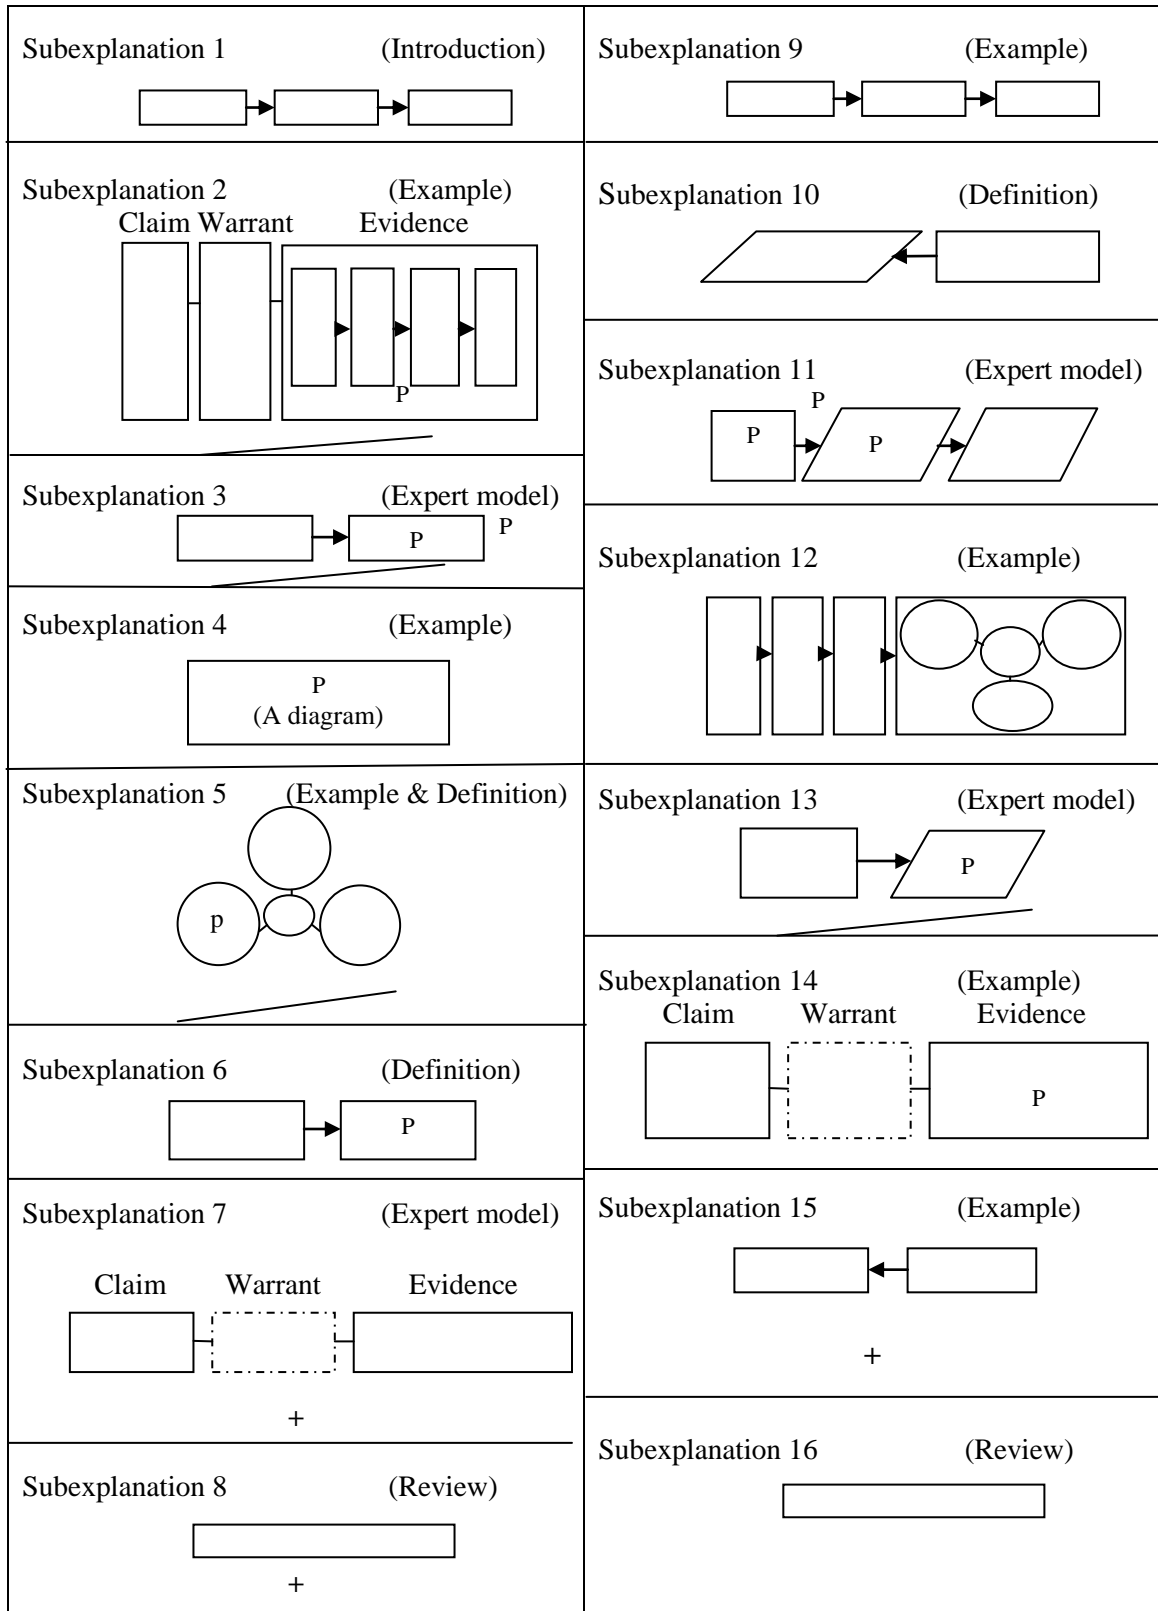 Subexplanation 1 (Introduction)
Subexplanation 2 (Example)
Claim Warrant Evidence
P
Subexplanation 3 (Expert model)
P
P
Subexplanation 4 (Example)
P
(A diagram)
Subexplanation 5 (Example & Definition)
p
Subexplanation 6 (Definition)
P
Subexplanation 7 (Expert model)
Claim Warrant Evidence
+
Subexplanation 8 (Review)
+
Subexplanation 9 (Example)
Subexplanation 10 (Definition)
Subexplanation 11 (Expert model)
P
P P
Subexplanation 12 (Example)
Subexplanation 13 (Expert model)
P
Subexplanation 14 (Example)
Claim Warrant Evidence
P
Subexplanation 15 (Example)
+
Subexplanation 16 (Review)